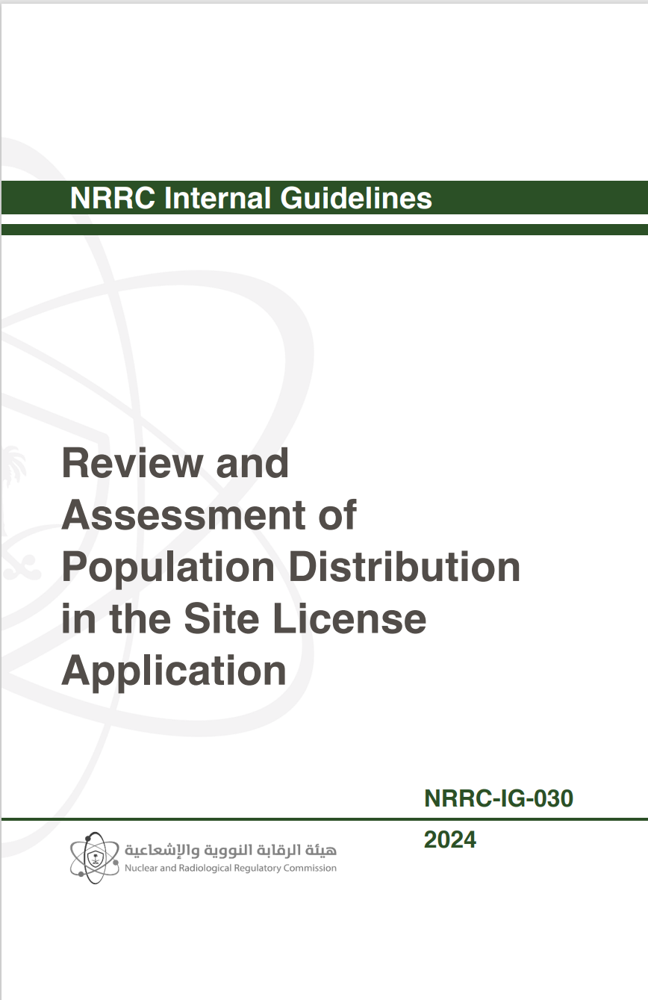 NRRC Internal Guidelines
Review and
Assessment of
Population Distribution
in the Site License
Application
NRRC-IG-030
2024
هيئة الرقابة النووية والإشعاعية
Nuclear and Radiological Regulatory Commission